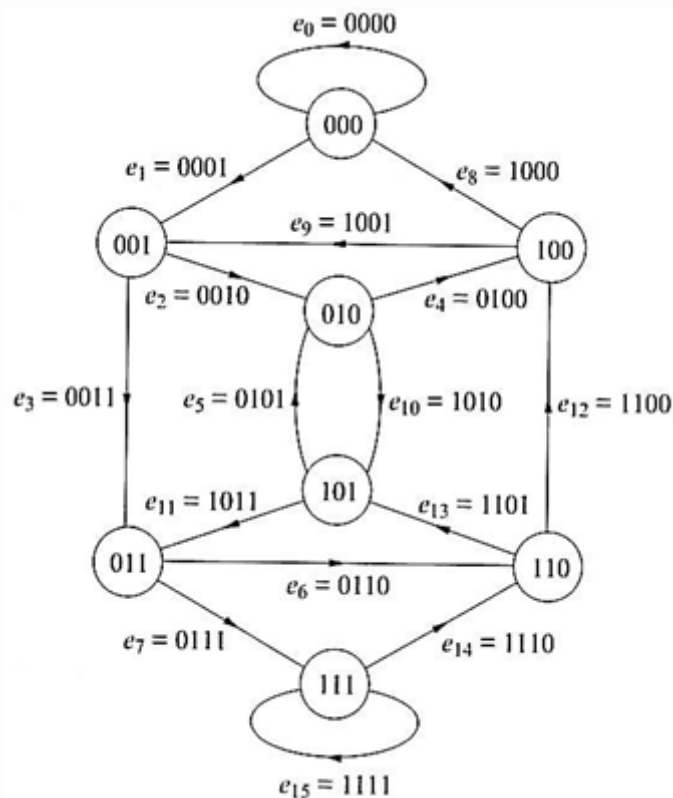 e₀ = 0000
000
e₁ = 0001
e₈ = 1000
e₉ = 1001
001
100
e₂ = 0010
010
e₄ = 0100
e₃ = 0011
e₅ = 0101
e₁₀ = 1010
e₁₂ = 1100
101
e₁₁ = 1011
e₁₃ = 1101
011
110
e₆ = 0110
e₇ = 0111
e₁₄ = 1110
111
e₁₅ = 1111